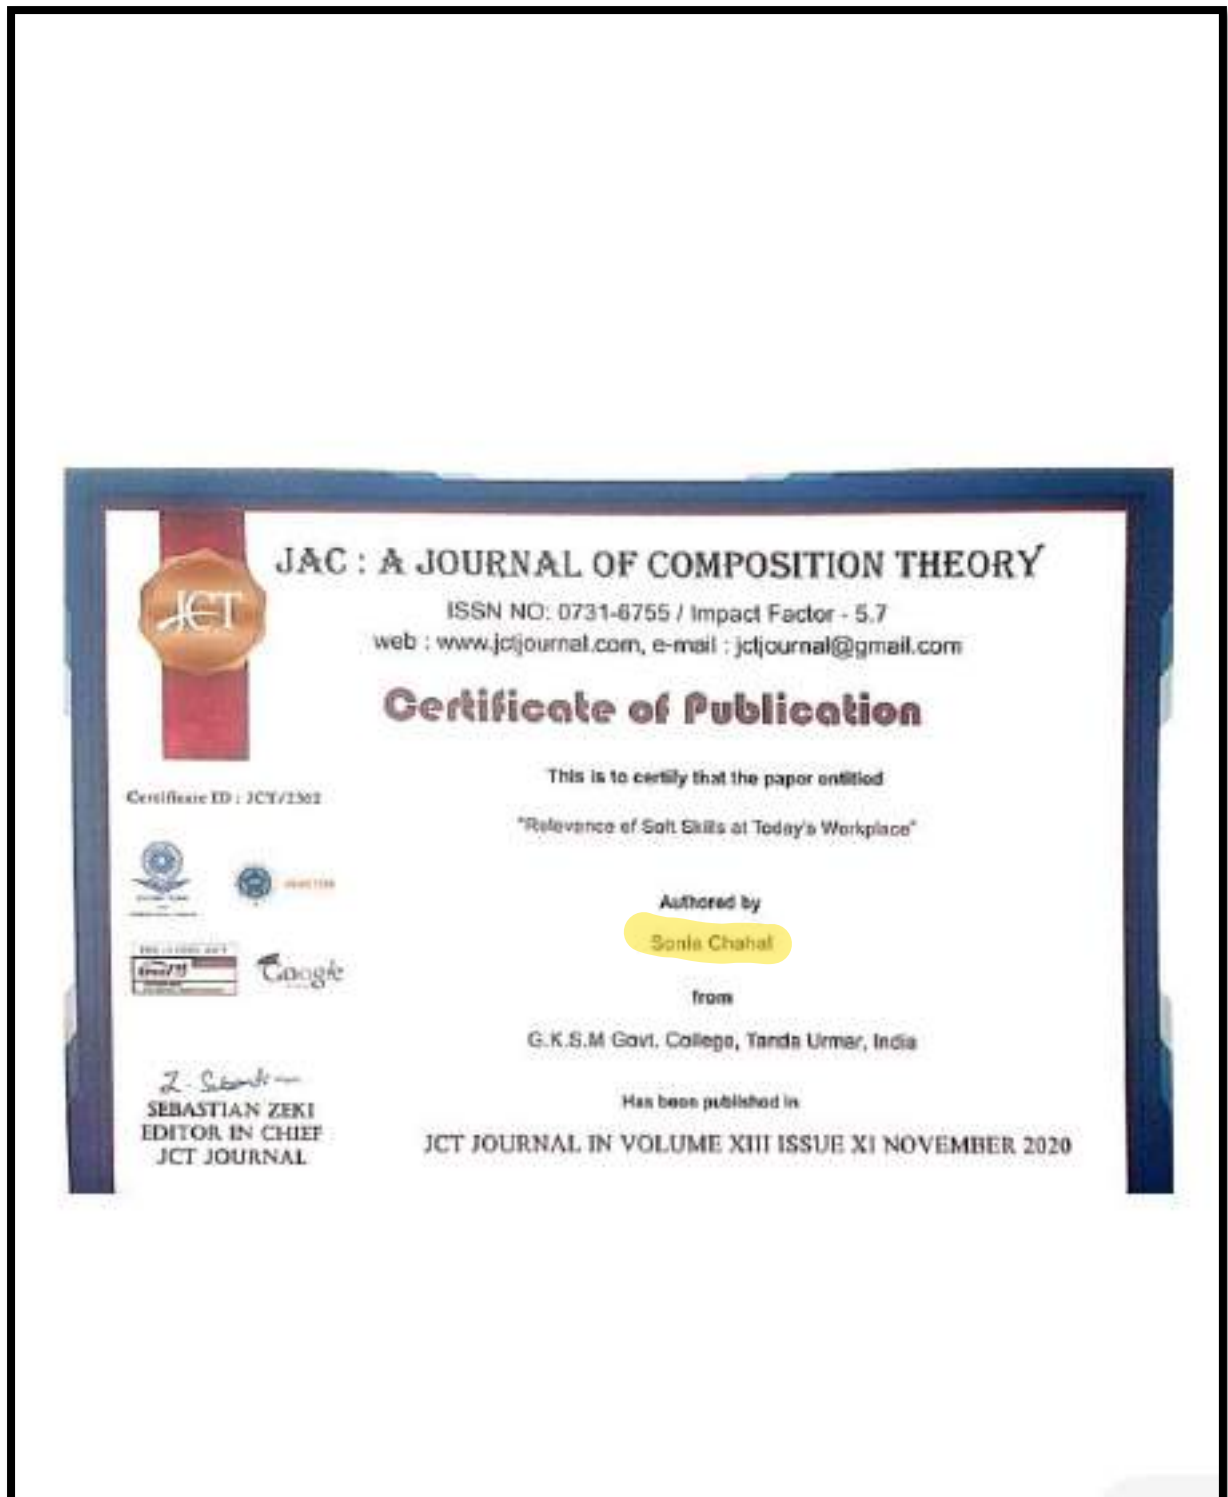 JAC : A JOURNAL OF COMPOSITION THEORY
ISSN NO: 0731-6755 / Impact Factor - 5.7
web : www.jctjournal.com, e-mail : jctjournal@gmail.com
JCT
Certificate of Publication
This is to certify that the paper entitled
Certificate ID : JCT/2302
"Relevance of Soft Skills at Today's Workplace"
Authored by
Sonia Chahal
Google
from
G.K.S.M Govt. College, Tanda Urmar, India
Has been published in
SEBASTIAN ZEKI
EDITOR IN CHIEF
JCT JOURNAL
JCT JOURNAL IN VOLUME XIII ISSUE XI NOVEMBER 2020